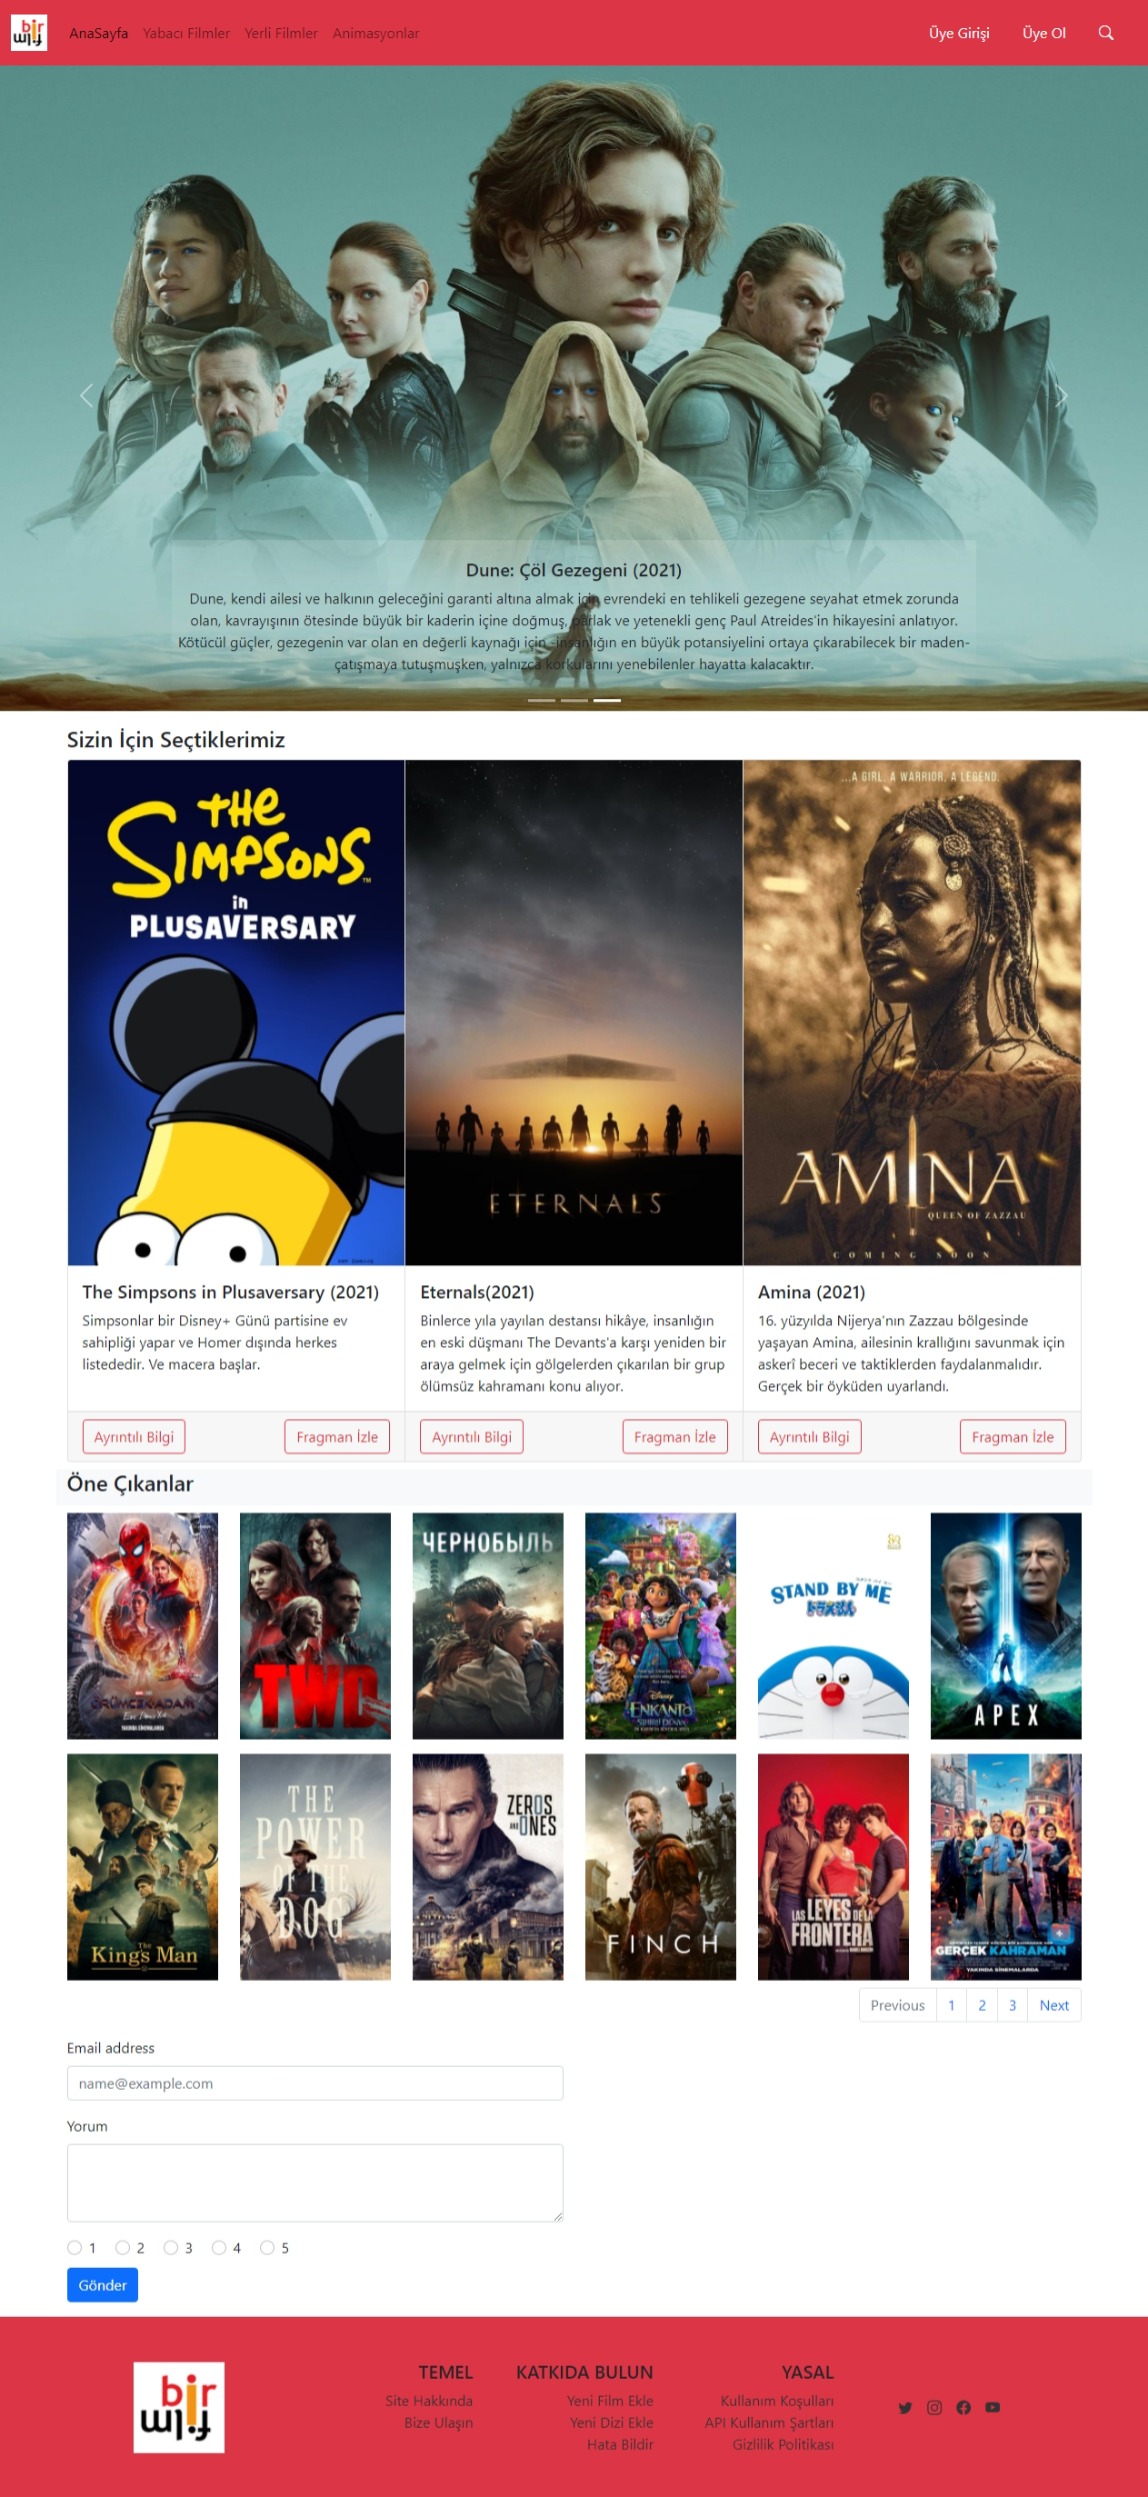 bir
film
AnaSayfa
Yabacı Filmler
Yerli Filmler
Animasyonlar
Üye Girişi
Üye Ol
Dune: Çöl Gezegeni (2021)
Dune, kendi ailesi ve halkının geleceğini garanti altına almak için evrendeki en tehlikeli gezegene seyahat etmek zorunda
olan, kavrayışının ötesinde büyük bir kaderin içine doğmuş, parlak ve yetenekli genç Paul Atreides'in hikayesini anlatıyor.
Kötücül güçler, gezegenin var olan en değerli kaynağı için -insanlığın en büyük potansiyelini ortaya çıkarabilecek bir maden-
çatışmaya tutuşmuşken, yalnızca korkularını yenebilenler hayatta kalacaktır.
Sizin İçin Seçtiklerimiz
THE
SIMPSONS
in
PLUSAVERSARY
ETERNALS
...A GIRL. A WARRIOR. A LEGEND.
AMINA
QUEEN OF ZAZZAU
COMING SOON
The Simpsons in Plusaversary (2021)
Simpsonlar bir Disney+ Günü partisine ev
sahipliği yapar ve Homer dışında herkes
listededir. Ve macera başlar.
Ayrıntılı Bilgi
Fragman İzle
Eternals(2021)
Binlerce yıla yayılan destansı hikâye, insanlığın
en eski düşmanı The Devants'a karşı yeniden bir
araya gelmek için gölgelerden çıkarılan bir grup
ölümsüz kahramanı konu alıyor.
Ayrıntılı Bilgi
Fragman İzle
Amina (2021)
16. yüzyılda Nijerya'nın Zazzau bölgesinde
yaşayan Amina, ailesinin krallığını savunmak için
askerî beceri ve taktiklerden faydalanmalıdır.
Gerçek bir öyküden uyarlandı.
Ayrıntılı Bilgi
Fragman İzle
Öne Çıkanlar
ÖRÜMCEK-ADAM
YAKINDA SİNEMALARDA
TWD
ЧЕРНОБЫЛЬ
Disney
ENKANTO
STAND BY ME
ドラえもん
APEX
The
King's Man
THE
POWER
OF THE
DOG
ZEROS
AND ONES
FINCH
LAS LEYES DE LA
FRONTERA
GERÇEK KAHRAMAN
YAKINDA SİNEMALARDA
Previous
1
2
3
Next
Email address
name@example.com
Yorum
1
2
3
4
5
Gönder
bir
film
TEMEL
Site Hakkında
Bize Ulaşın
KATKIDA BULUN
Yeni Film Ekle
Yeni Dizi Ekle
Hata Bildir
YASAL
Kullanım Koşulları
API Kullanım Şartları
Gizlilik Politikası